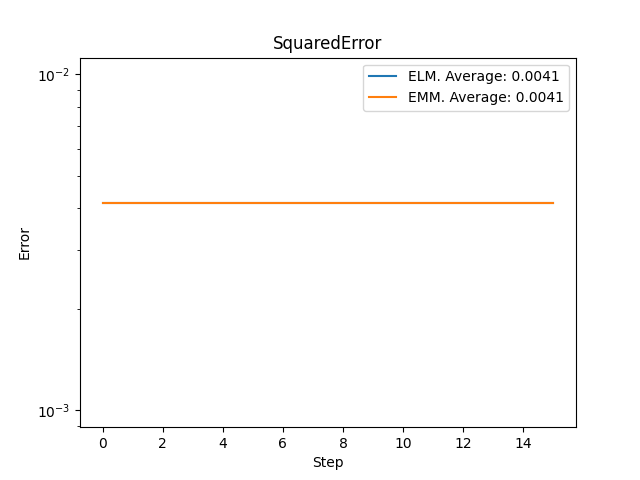 SquaredError
ELM. Average: 0.0041
EMM. Average: 0.0041
10⁻²
Error
10⁻³
0 2 4 6 8 10 12 14
Step